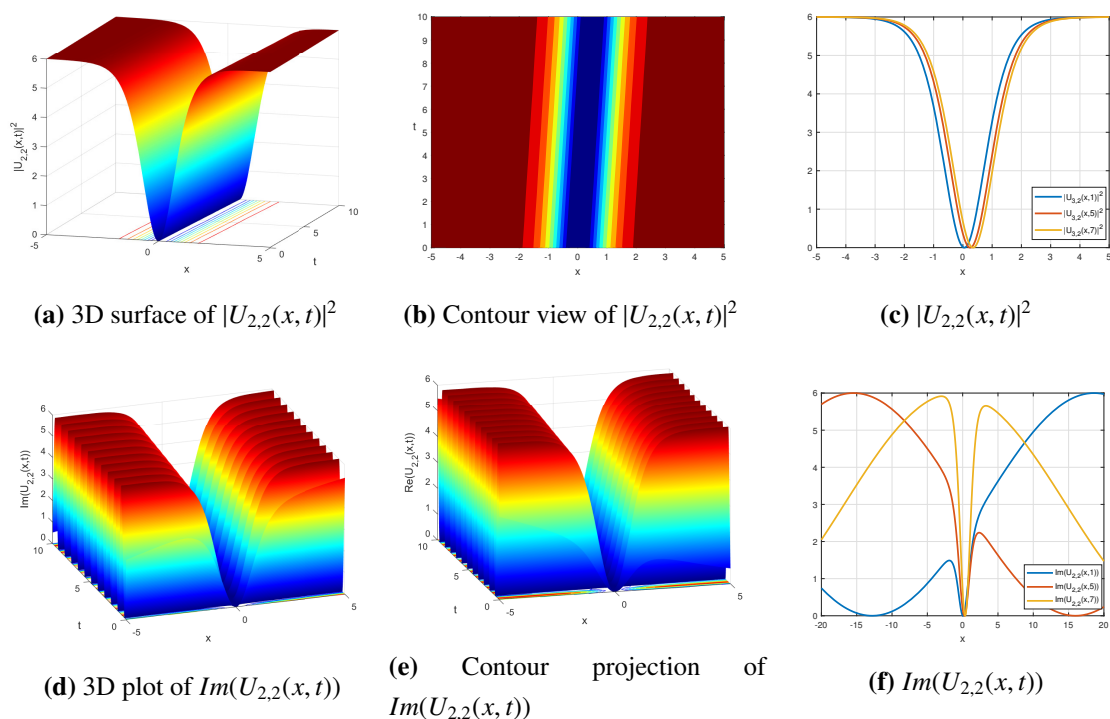 |U2,2(x,t)|²
6
5
4
3
2
1
0
-5
0
x
5
0
t
5
10
10
9
8
7
6
t
5
4
3
2
1
0
-5 -4 -3 -2 -1 0 1 2 3 4 5
x
6
5
4
3
2
1
0
-5 -4 -3 -2 -1 0 1 2 3 4 5
x
|U3,2(x,1)|²
|U3,2(x,5)|²
|U3,2(x,7)|²
(a) 3D surface of |U2,2(x, t)|²
(b) Contour view of |U2,2(x, t)|²
(c) |U2,2(x, t)|²
Im(U2,2(x,t))
6
5
4
3
2
1
0
10
5
t
0
-5
0
x
5
Re(U2,2(x,t))
6
5
4
3
2
1
0
10
5
t
0
-5
0
x
5
6
5
4
3
2
1
0
-20 -15 -10 -5 0 5 10 15 20
x
Im(U2,2(x,1))
Im(U2,2(x,5))
Im(U2,2(x,7))
(d) 3D plot of Im(U2,2(x, t))
(e) Contour projection of
Im(U2,2(x, t))
(f) Im(U2,2(x, t))